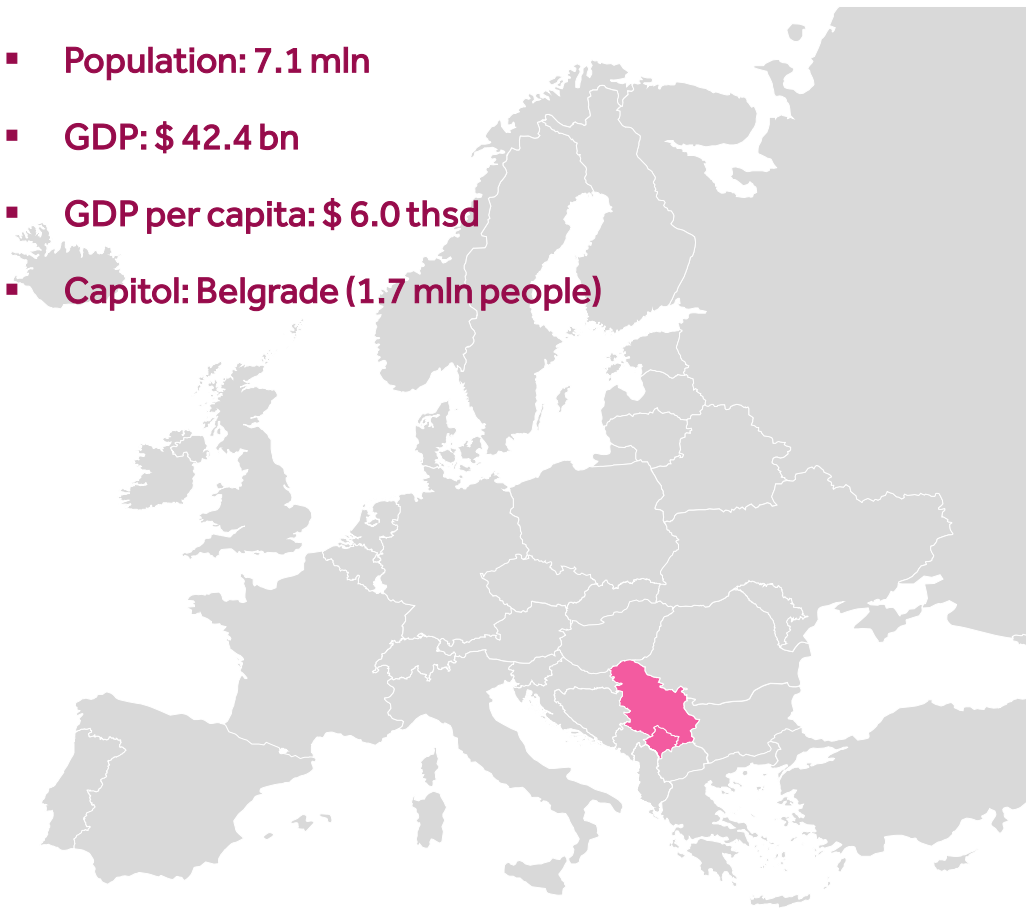 ▪ Population: 7.1 mln
▪ GDP: $ 42.4 bn
▪ GDP per capita: $ 6.0 thsd
▪ Capitol: Belgrade (1.7 mln people)